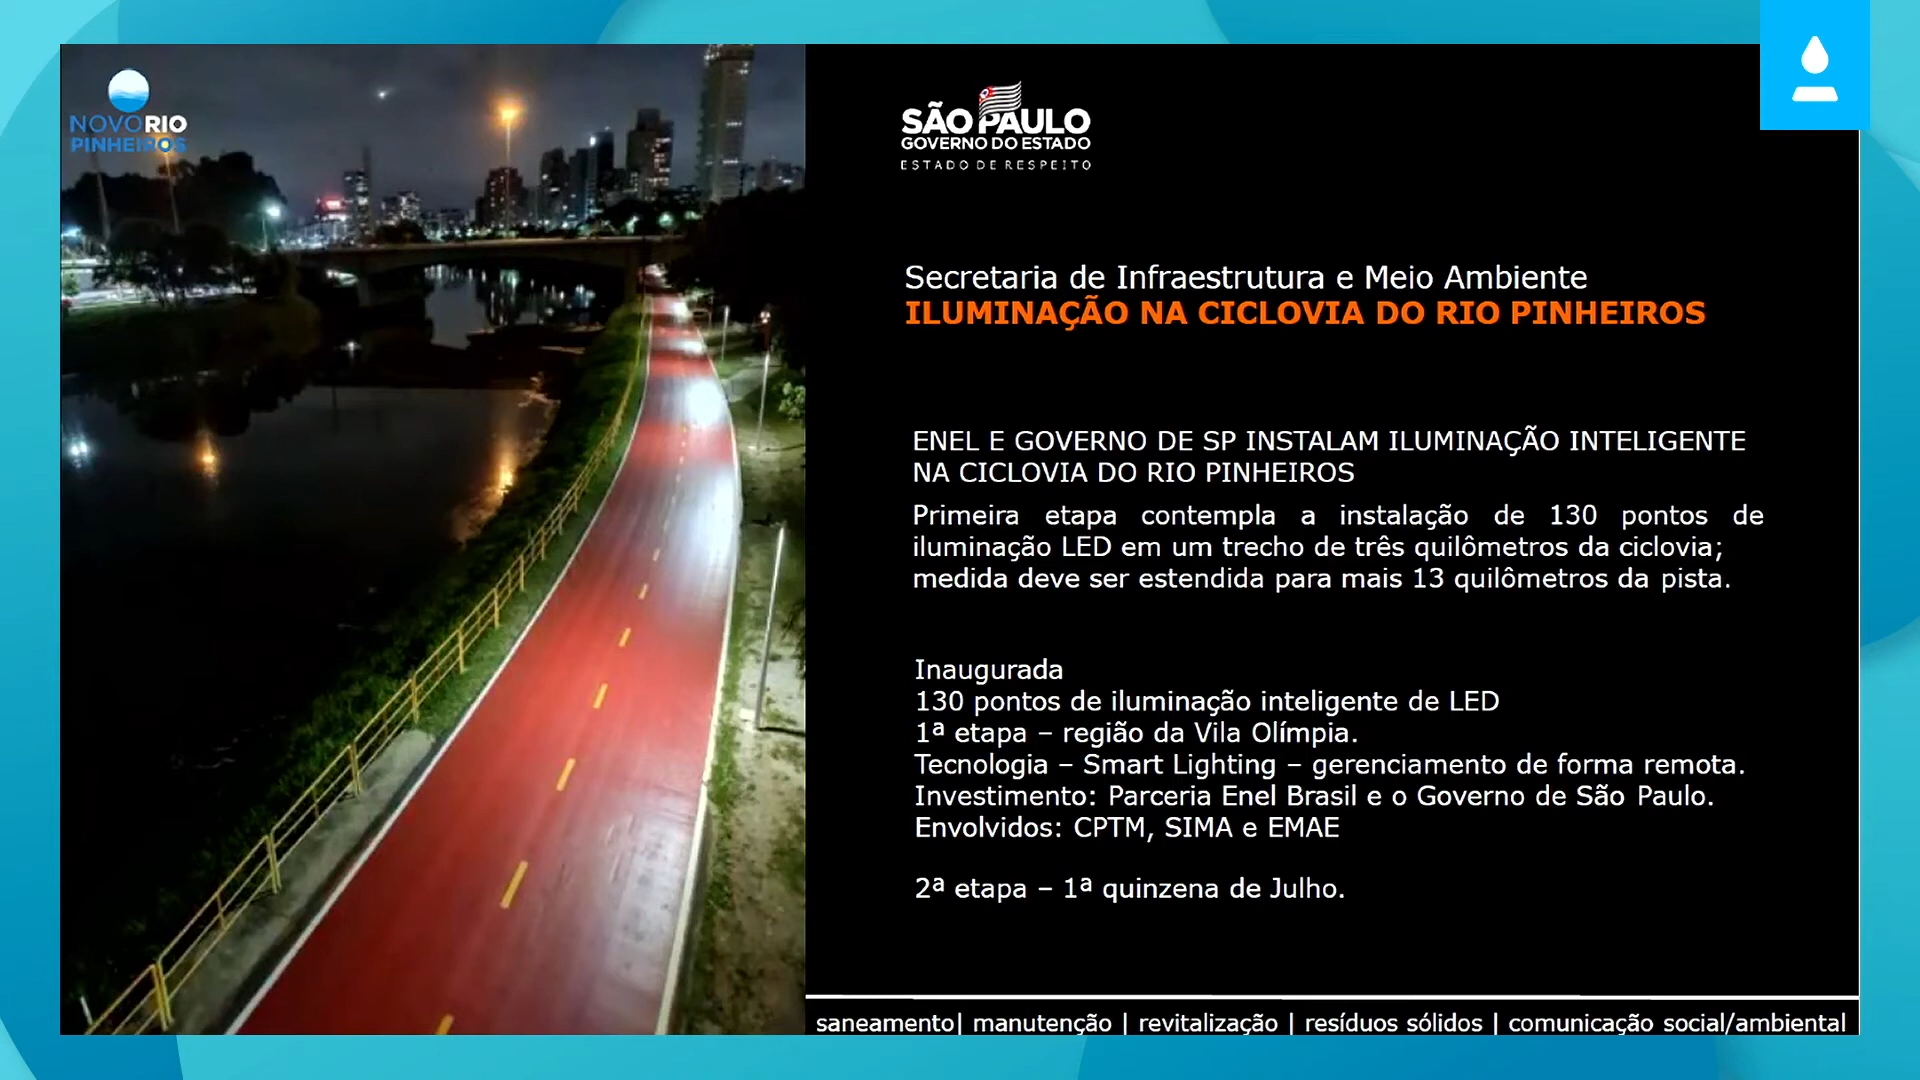 NOVORIO
PINHEIROS
SÃO PAULO
GOVERNO DO ESTADO
ESTADO DE RESPEITO
Secretaria de Infraestrutura e Meio Ambiente
ILUMINAÇÃO NA CICLOVIA DO RIO PINHEIROS
ENEL E GOVERNO DE SP INSTALAM ILUMINAÇÃO INTELIGENTE
NA CICLOVIA DO RIO PINHEIROS
Primeira etapa contempla a instalação de 130 pontos de
iluminação LED em um trecho de três quilômetros da ciclovia;
medida deve ser estendida para mais 13 quilômetros da pista.
Inaugurada
130 pontos de iluminação inteligente de LED
1ª etapa – região da Vila Olímpia.
Tecnologia – Smart Lighting – gerenciamento de forma remota.
Investimento: Parceria Enel Brasil e o Governo de São Paulo.
Envolvidos: CPTM, SIMA e EMAE
2ª etapa – 1ª quinzena de Julho.
saneamento| manutenção | revitalização | resíduos sólidos | comunicação social/ambiental